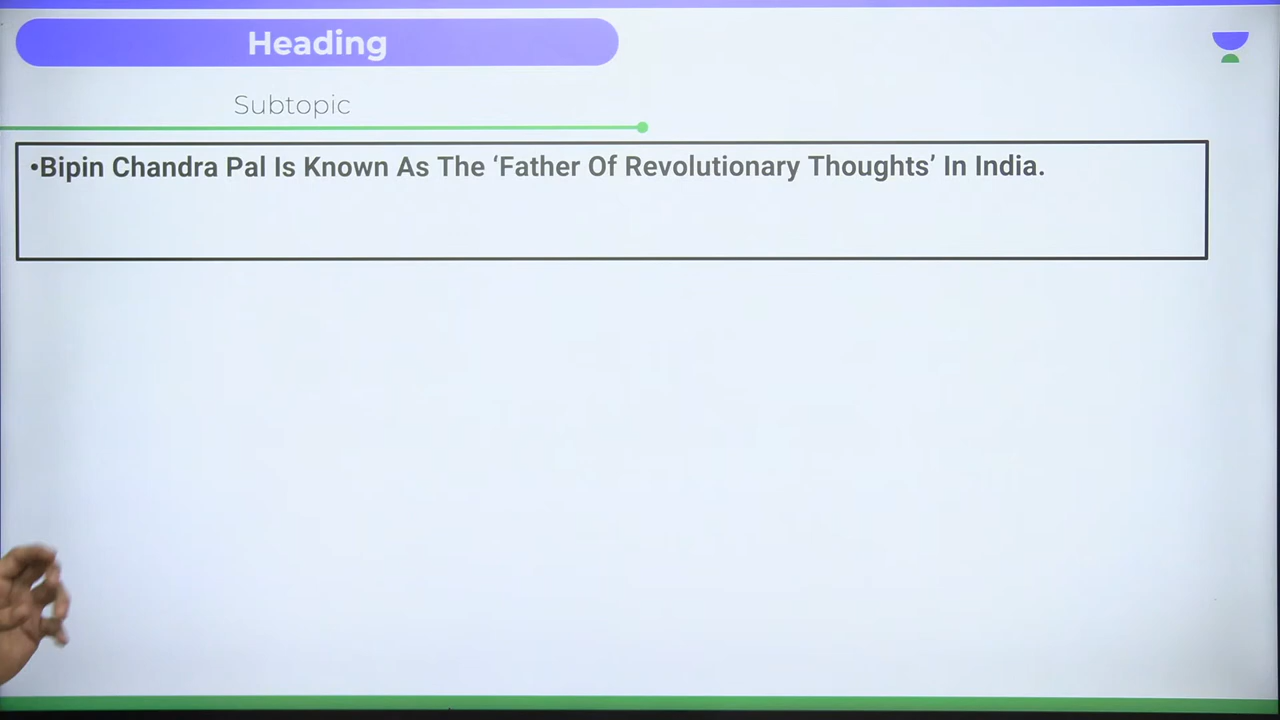 Heading
Subtopic
•Bipin Chandra Pal Is Known As The ‘Father Of Revolutionary Thoughts’ In India.